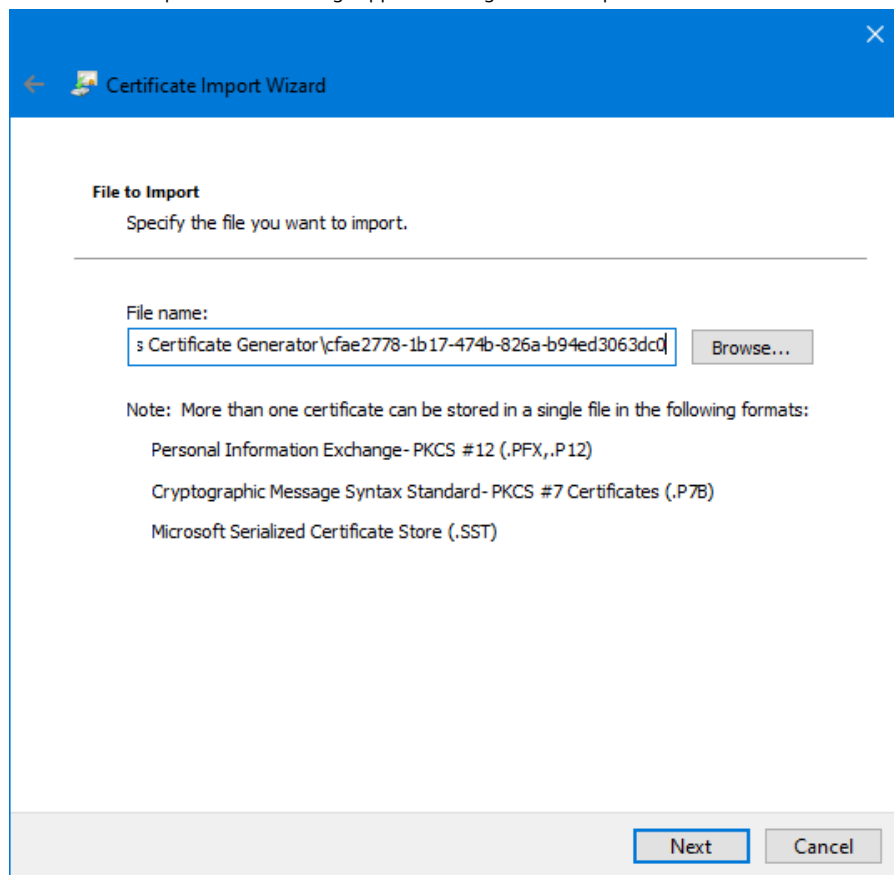 Certificate Import Wizard
File to Import
Specify the file you want to import.
File name:
s Certificate Generator\cfae2778-1b17-474b-826a-b94ed3063dc0
Browse...
Note: More than one certificate can be stored in a single file in the following formats:
Personal Information Exchange- PKCS #12 (.PFX,.P12)
Cryptographic Message Syntax Standard- PKCS #7 Certificates (.P7B)
Microsoft Serialized Certificate Store (.SST)
Next
Cancel